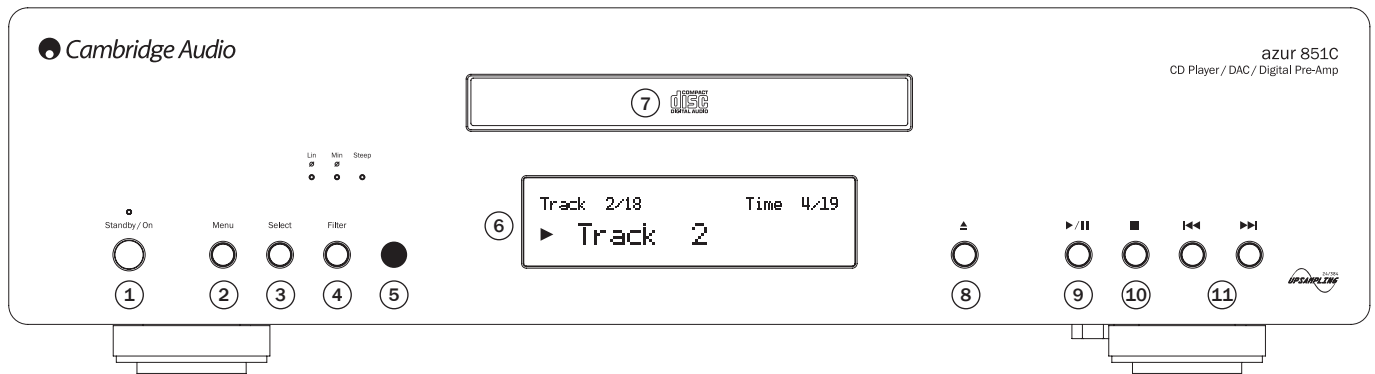 Cambridge Audio
azur 851C
CD Player / DAC / Digital Pre-Amp
7
COMPACT
disc
DIGITAL AUDIO
Lin Min Steep
ø ø
Track 2/18 Time 4/19
▶ Track 2
6
Standby / On Menu Select Filter ▲ ▶/II ■ I◀◀ ▶▶I
24/384
UPSAMPLING
1 2 3 4 5 8 9 10 11